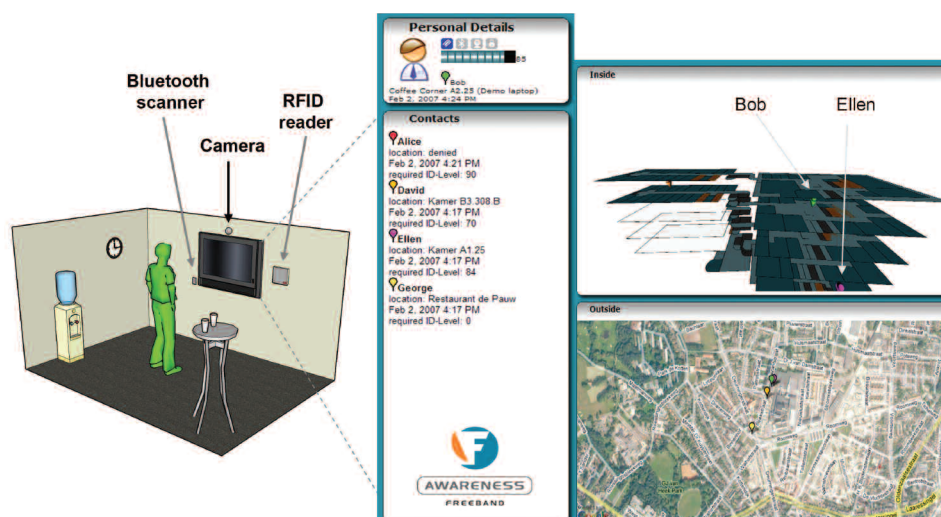 Bluetooth
scanner
RFID
reader
Camera
Personal Details
85
Bob
Coffee Corner A2.25 (Demo laptop)
Feb 2, 2007 4:24 PM
Contacts
Alice
location: denied
Feb 2, 2007 4:21 PM
required ID-Level: 90
David
location: Kamer B3.308.B
Feb 2, 2007 4:17 PM
required ID-Level: 70
Ellen
location: Kamer A1.25
Feb 2, 2007 4:17 PM
required ID-Level: 84
George
location: Restaurant de Pauw
Feb 2, 2007 4:17 PM
required ID-Level: 0
F
AWARENESS
FREEBAND
Inside
Bob Ellen
Outside